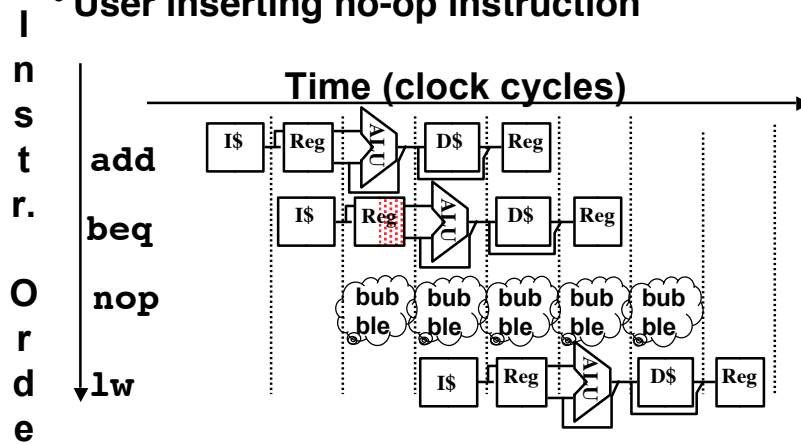 • User inserting no-op instruction
I
n
s
t
r.
O
r
d
e
Time (clock cycles)
add
I$ Reg ALU D$ Reg
beq
I$ Reg ALU D$ Reg
nop
bub bub bub bub bub
ble ble ble ble ble
lw
I$ Reg ALU D$ Reg